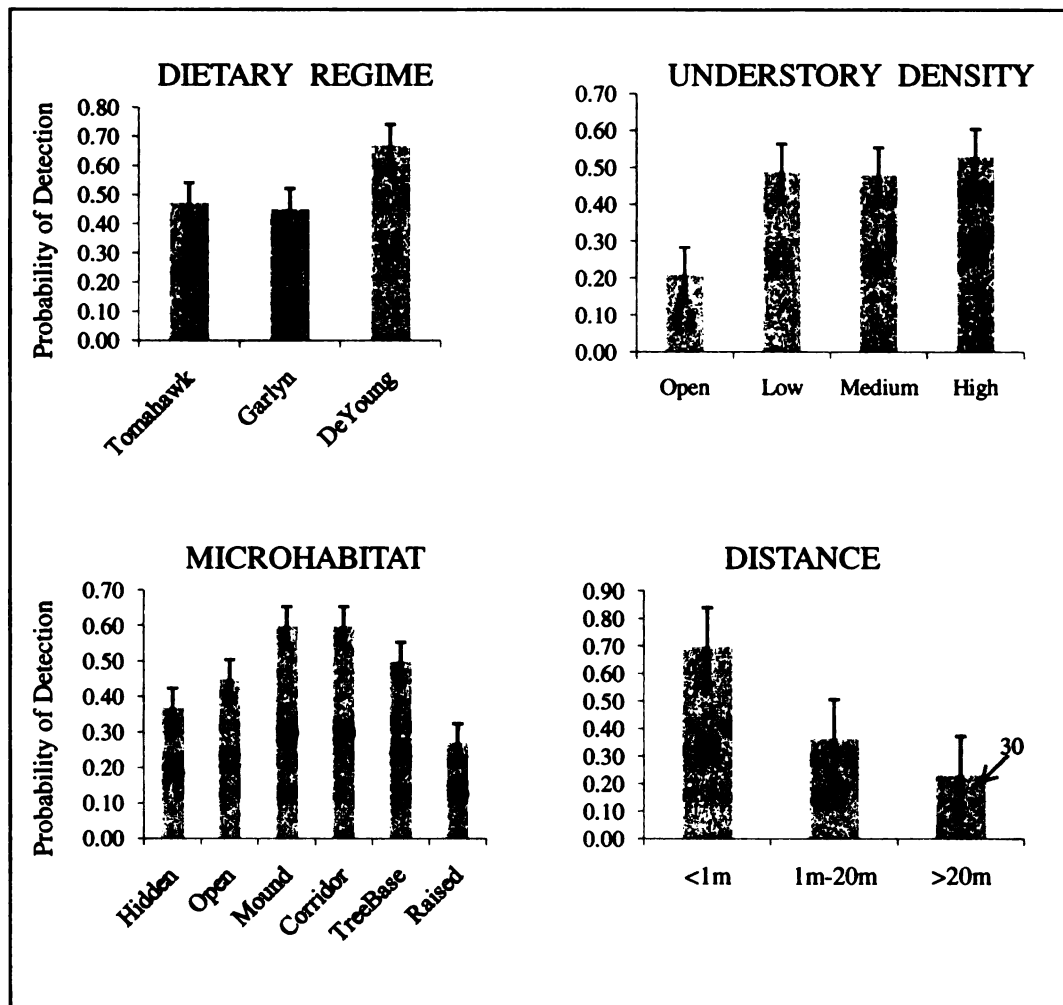 DIETARY REGIME
Probability of Detection
0.80
0.70
0.60
0.50
0.40
0.30
0.20
0.10
0.00
Tomahawk
Garlyn
DeYoung
UNDERSTORY DENSITY
0.70
0.60
0.50
0.40
0.30
0.20
0.10
0.00
Open Low Medium High
MICROHABITAT
Probability of Detection
0.70
0.60
0.50
0.40
0.30
0.20
0.10
0.00
Hidden
Open
Mound
Corridor
TreeBase
Raised
DISTANCE
0.90
0.80
0.70
0.60
0.50
0.40
0.30
0.20
0.10
0.00
30
<1m 1m-20m >20m